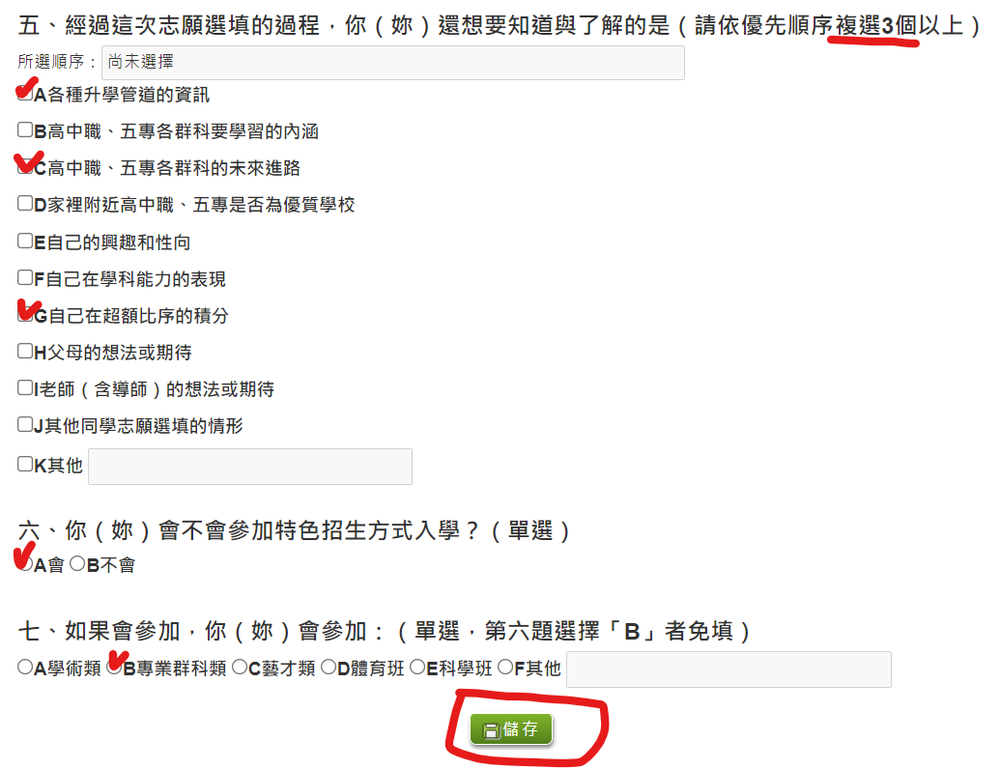 五、經過這次志願選填的過程，你（妳）還想要知道與了解的是（請依優先順序複選3個以上）
所選順序：尚未選擇
A各種升學管道的資訊
B高中職、五專各群科要學習的內涵
C高中職、五專各群科的未來進路
D家裡附近高中職、五專是否為優質學校
E自己的興趣和性向
F自己在學科能力的表現
G自己在超額比序的積分
H父母的想法或期待
I老師（含導師）的想法或期待
J其他同學志願選填的情形
K其他
六、你（妳）會不會參加特色招生方式入學？（單選）
A會 B不會
七、如果會參加，你（妳）會參加：（單選，第六題選擇「B」者免填）
A學術類 B專業群科類 C藝才類 D體育班 E科學班 F其他
儲存